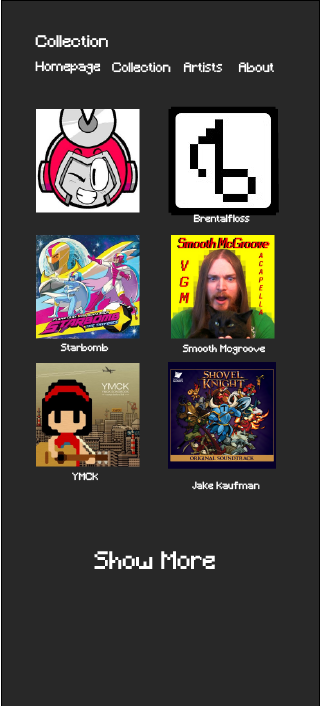 Collection
Homepage Collection Artists About
Brentalfloss
STARBOMB
Starbomb
Smooth McGroove
VGM
ACAPELLA
Smooth Mcgroove
YMCK
YMCK
SHOVEL
KNIGHT
ORIGINAL SOUNDTRACK
Jake Kaufman
Show More